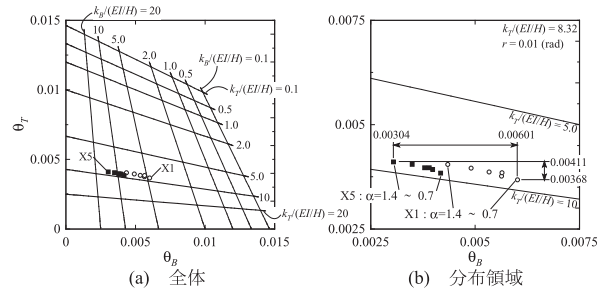 k_B/(EI/H) = 20
10
5.0
2.0
1.0
0.5
k_B/(EI/H) = 0.1
k_T/(EI/H) = 0.1
0.5
1.0
2.0
5.0
10
k_T/(EI/H) = 20
X5
X1
0.015
0.01
0.005
0
θ_T
0
0.005
0.01
0.015
θ_B
(a) 全体
0.0075
0.005
0.0025
k_T/(EI/H) = 8.32
r = 0.01 (rad)
k_T/(EI/H) = 5.0
0.00304
0.00601
0.00411
0.00368
X5 : α=1.4 ~ 0.7
X1 : α=1.4 ~ 0.7
k_T/(EI/H) = 10
0.0025
0.005
0.0075
θ_B
(b) 分布領域